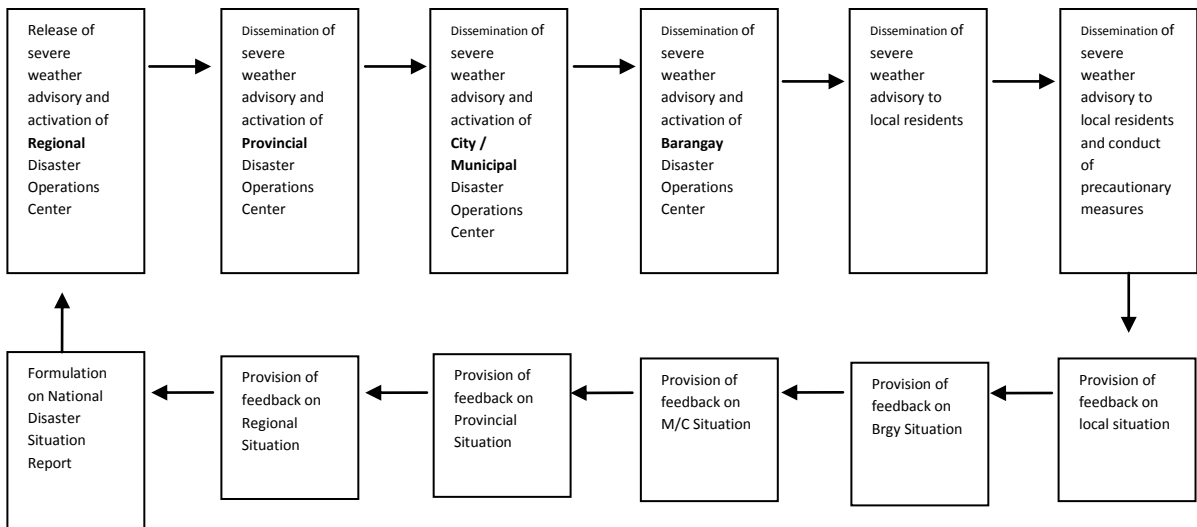 Release of
severe
weather
advisory and
activation of
Regional
Disaster
Operations
Center
Dissemination of
severe
weather
advisory and
activation of
Provincial
Disaster
Operations
Center
Dissemination of
severe
weather
advisory and
activation of
City /
Municipal
Disaster
Operations
Center
Dissemination of
severe
weather
advisory and
activation of
Barangay
Disaster
Operations
Center
Dissemination of
severe
weather
advisory to
local residents
Dissemination of
severe
weather
advisory to
local residents
and conduct
of
precautionary
measures
Provision of
feedback on
local situation
Provision of
feedback on
Brgy Situation
Provision of
feedback on
M/C Situation
Provision of
feedback on
Provincial
Situation
Provision of
feedback on
Regional
Situation
Formulation
on National
Disaster
Situation
Report